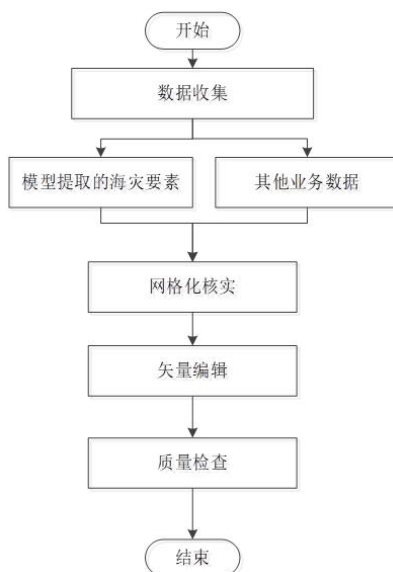 开始
数据收集
模型提取的海灾要素
其他业务数据
网格化核实
矢量编辑
质量检查
结束